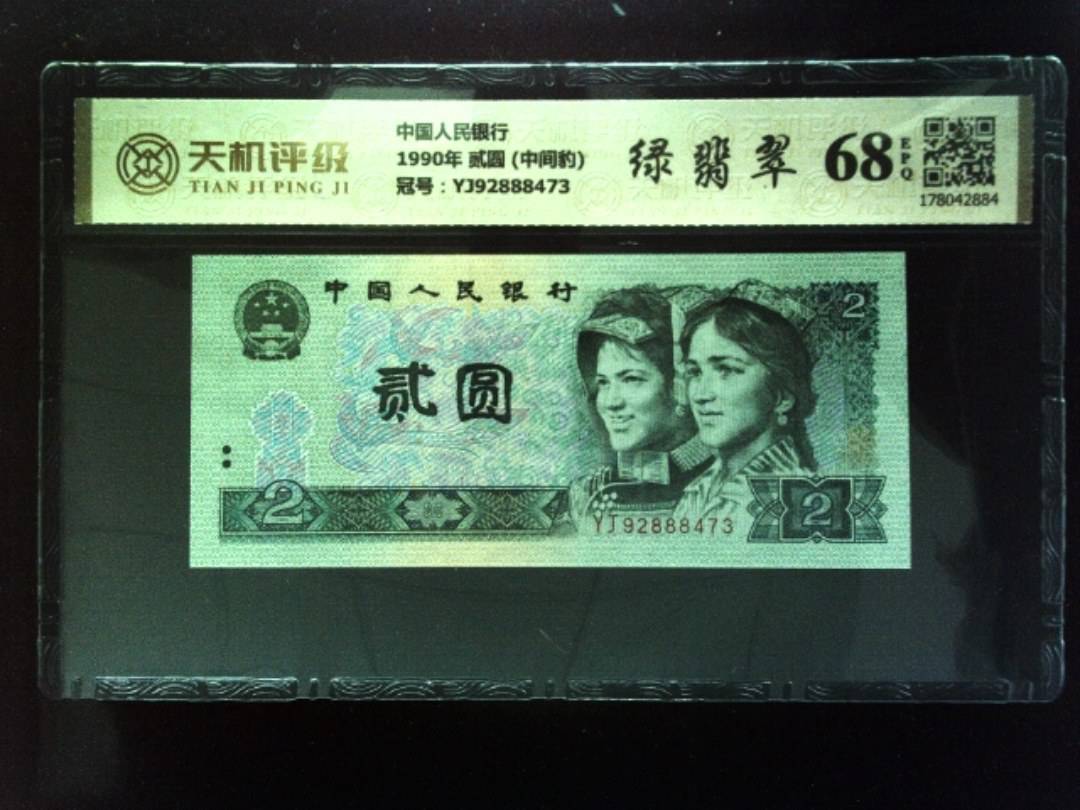 天机评级
TIAN JI PING JI
中国人民银行
1990年 贰圆 (中间豹)
冠号：YJ92888473
绿翡翠
68
EPQ
178042884
中国人民银行
2
贰圆
2
YJ92888473
2